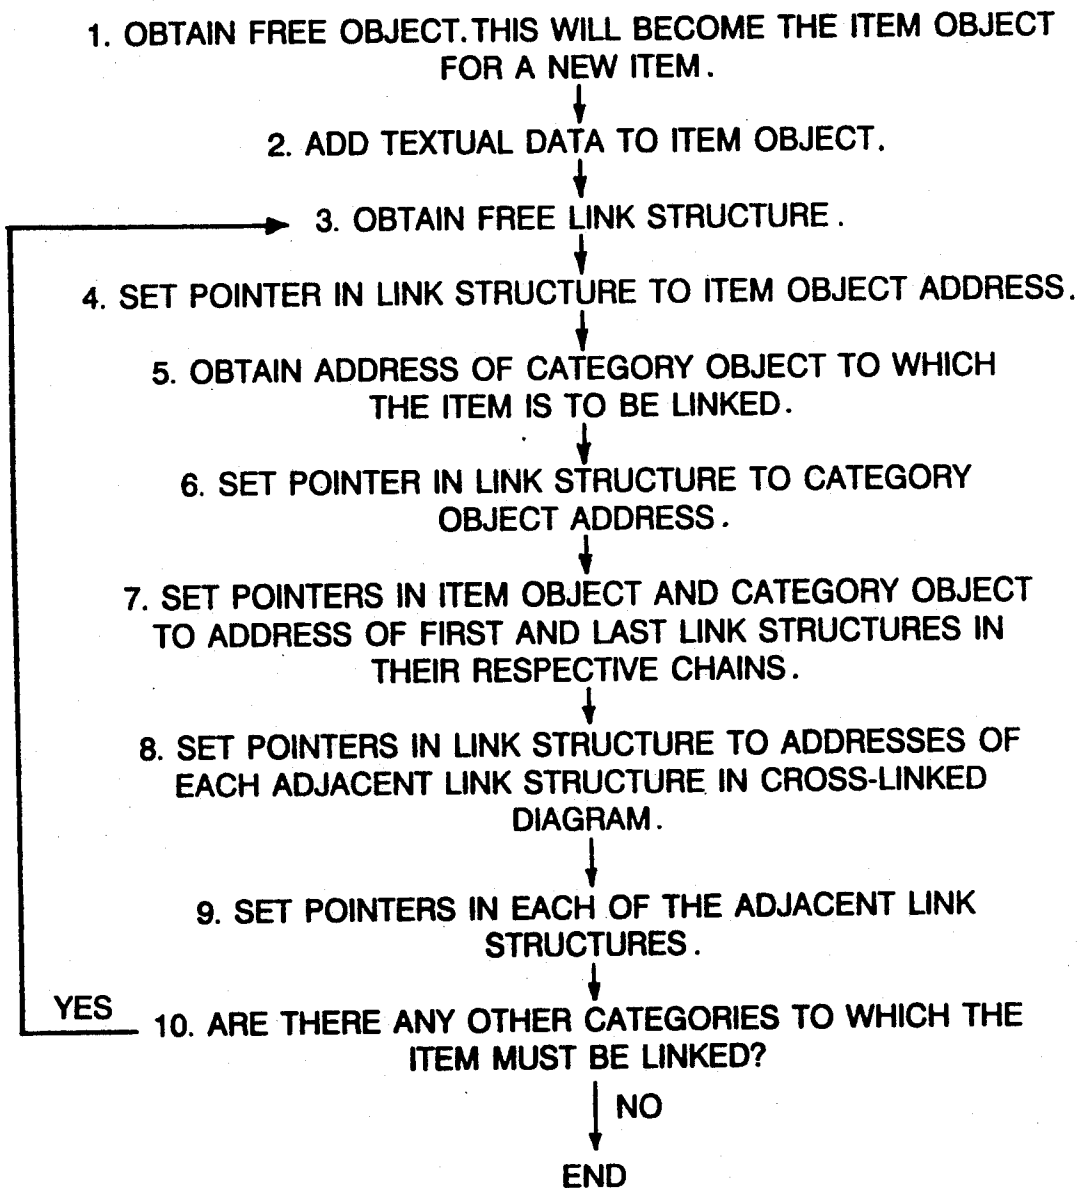 1. OBTAIN FREE OBJECT.THIS WILL BECOME THE ITEM OBJECT
FOR A NEW ITEM.
2. ADD TEXTUAL DATA TO ITEM OBJECT.
3. OBTAIN FREE LINK STRUCTURE.
4. SET POINTER IN LINK STRUCTURE TO ITEM OBJECT ADDRESS.
5. OBTAIN ADDRESS OF CATEGORY OBJECT TO WHICH
THE ITEM IS TO BE LINKED.
6. SET POINTER IN LINK STRUCTURE TO CATEGORY
OBJECT ADDRESS.
7. SET POINTERS IN ITEM OBJECT AND CATEGORY OBJECT
TO ADDRESS OF FIRST AND LAST LINK STRUCTURES IN
THEIR RESPECTIVE CHAINS.
8. SET POINTERS IN LINK STRUCTURE TO ADDRESSES OF
EACH ADJACENT LINK STRUCTURE IN CROSS-LINKED
DIAGRAM.
9. SET POINTERS IN EACH OF THE ADJACENT LINK
STRUCTURES.
YES
10. ARE THERE ANY OTHER CATEGORIES TO WHICH THE
ITEM MUST BE LINKED?
NO
END